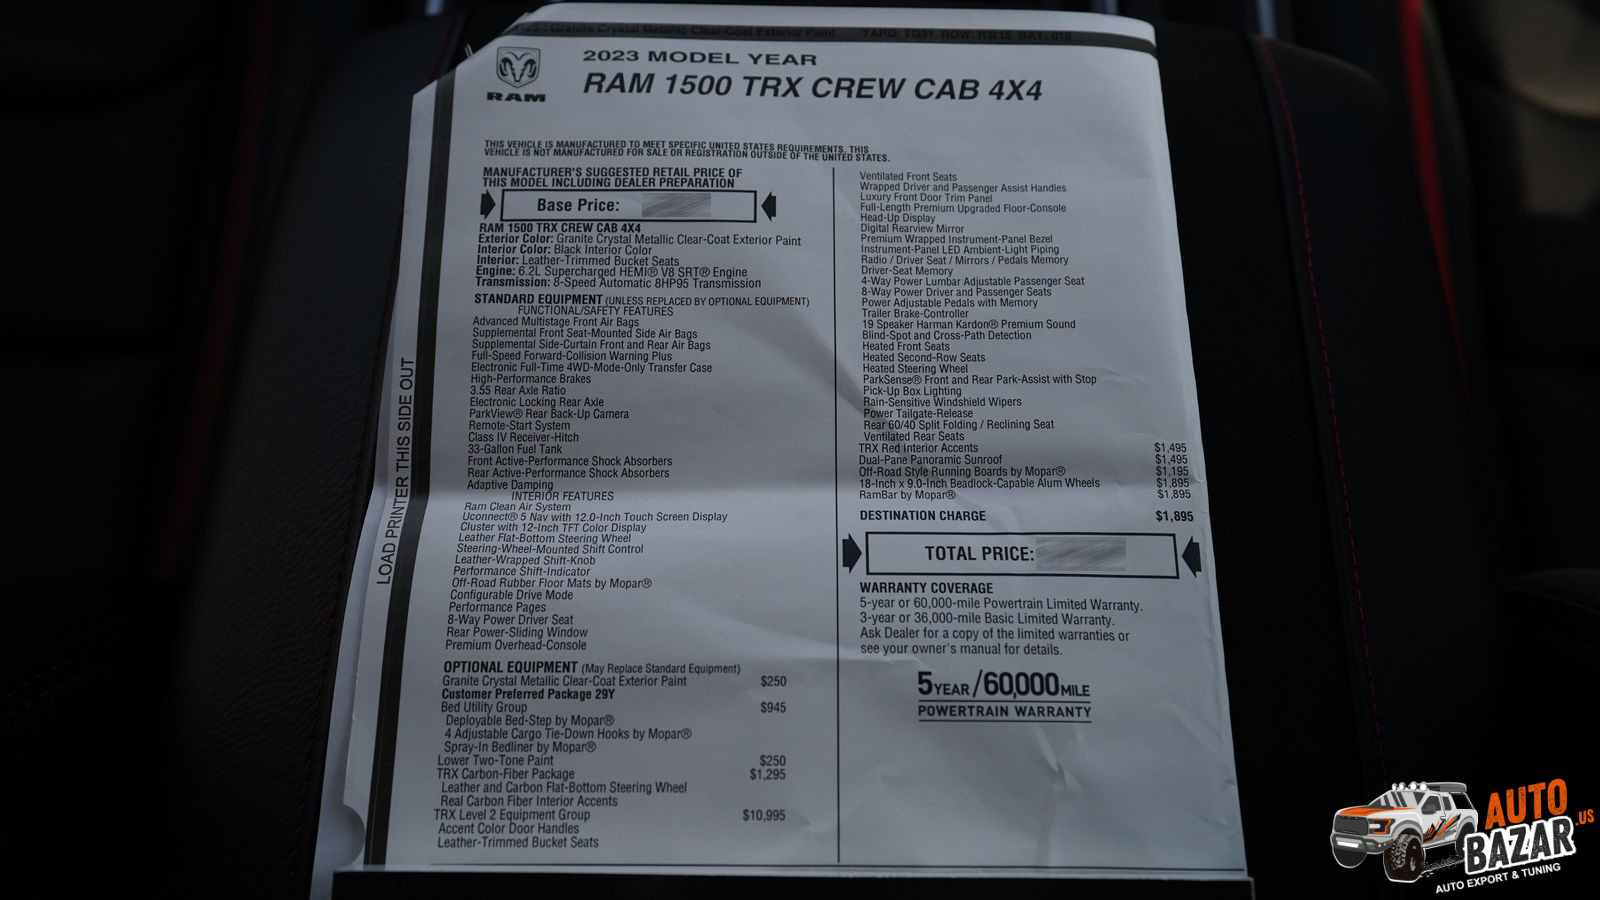 Granite Crystal Metallic Clear-Coat Exterior Paint YARD: TG31 ROW: RW15 BAY: 015
RAM
2023 MODEL YEAR
RAM 1500 TRX CREW CAB 4X4
THIS VEHICLE IS MANUFACTURED TO MEET SPECIFIC UNITED STATES REQUIREMENTS. THIS
VEHICLE IS NOT MANUFACTURED FOR SALE OR REGISTRATION OUTSIDE OF THE UNITED STATES.
MANUFACTURER'S SUGGESTED RETAIL PRICE OF
THIS MODEL INCLUDING DEALER PREPARATION
Base Price:
RAM 1500 TRX CREW CAB 4X4
Exterior Color: Granite Crystal Metallic Clear-Coat Exterior Paint
Interior Color: Black Interior Color
Interior: Leather-Trimmed Bucket Seats
Engine: 6.2L Supercharged HEMI® V8 SRT® Engine
Transmission: 8-Speed Automatic 8HP95 Transmission
STANDARD EQUIPMENT (UNLESS REPLACED BY OPTIONAL EQUIPMENT)
FUNCTIONAL/SAFETY FEATURES
Advanced Multistage Front Air Bags
Supplemental Front Seat-Mounted Side Air Bags
Supplemental Side-Curtain Front and Rear Air Bags
Full-Speed Forward-Collision Warning Plus
Electronic Full-Time 4WD-Mode-Only Transfer Case
High-Performance Brakes
3.55 Rear Axle Ratio
Electronic Locking Rear Axle
ParkView® Rear Back-Up Camera
Remote-Start System
Class IV Receiver-Hitch
33-Gallon Fuel Tank
Front Active-Performance Shock Absorbers
Rear Active-Performance Shock Absorbers
Adaptive Damping
INTERIOR FEATURES
Ram Clean Air System
Uconnect® 5 Nav with 12.0-Inch Touch Screen Display
Cluster with 12-Inch TFT Color Display
Leather Flat-Bottom Steering Wheel
Steering-Wheel-Mounted Shift Control
Leather-Wrapped Shift-Knob
Performance Shift-Indicator
Off-Road Rubber Floor Mats by Mopar®
Configurable Drive Mode
Performance Pages
8-Way Power Driver Seat
Rear Power-Sliding Window
Premium Overhead-Console
OPTIONAL EQUIPMENT (May Replace Standard Equipment)
Granite Crystal Metallic Clear-Coat Exterior Paint $250
Customer Preferred Package 29Y
Bed Utility Group $945
Deployable Bed-Step by Mopar®
4 Adjustable Cargo Tie-Down Hooks by Mopar®
Spray-In Bedliner by Mopar®
Lower Two-Tone Paint $250
TRX Carbon-Fiber Package $1,295
Leather and Carbon Flat-Bottom Steering Wheel
Real Carbon Fiber Interior Accents
TRX Level 2 Equipment Group $10,995
Accent Color Door Handles
Leather-Trimmed Bucket Seats
Ventilated Front Seats
Wrapped Driver and Passenger Assist Handles
Luxury Front Door Trim Panel
Full-Length Premium Upgraded Floor-Console
Head-Up Display
Digital Rearview Mirror
Premium Wrapped Instrument-Panel Bezel
Instrument-Panel LED Ambient-Light Piping
Radio / Driver Seat / Mirrors / Pedals Memory
Driver-Seat Memory
4-Way Power Lumbar Adjustable Passenger Seat
8-Way Power Driver and Passenger Seats
Power Adjustable Pedals with Memory
Trailer Brake-Controller
19 Speaker Harman Kardon® Premium Sound
Blind-Spot and Cross-Path Detection
Heated Front Seats
Heated Second-Row Seats
Heated Steering Wheel
ParkSense® Front and Rear Park-Assist with Stop
Pick-Up Box Lighting
Rain-Sensitive Windshield Wipers
Power Tailgate-Release
Rear 60/40 Split Folding / Reclining Seat
Ventilated Rear Seats
TRX Red Interior Accents $1,495
Dual-Pane Panoramic Sunroof $1,495
Off-Road Style Running Boards by Mopar® $1,195
18-Inch x 9.0-Inch Beadlock-Capable Alum Wheels $1,895
RamBar by Mopar® $1,895
DESTINATION CHARGE $1,895
TOTAL PRICE:
WARRANTY COVERAGE
5-year or 60,000-mile Powertrain Limited Warranty.
3-year or 36,000-mile Basic Limited Warranty.
Ask Dealer for a copy of the limited warranties or
see your owner's manual for details.
5 YEAR / 60,000 MILE
POWERTRAIN WARRANTY
LOAD PRINTER THIS SIDE OUT
AUTO
BAZAR.US
AUTO EXPORT & TUNING